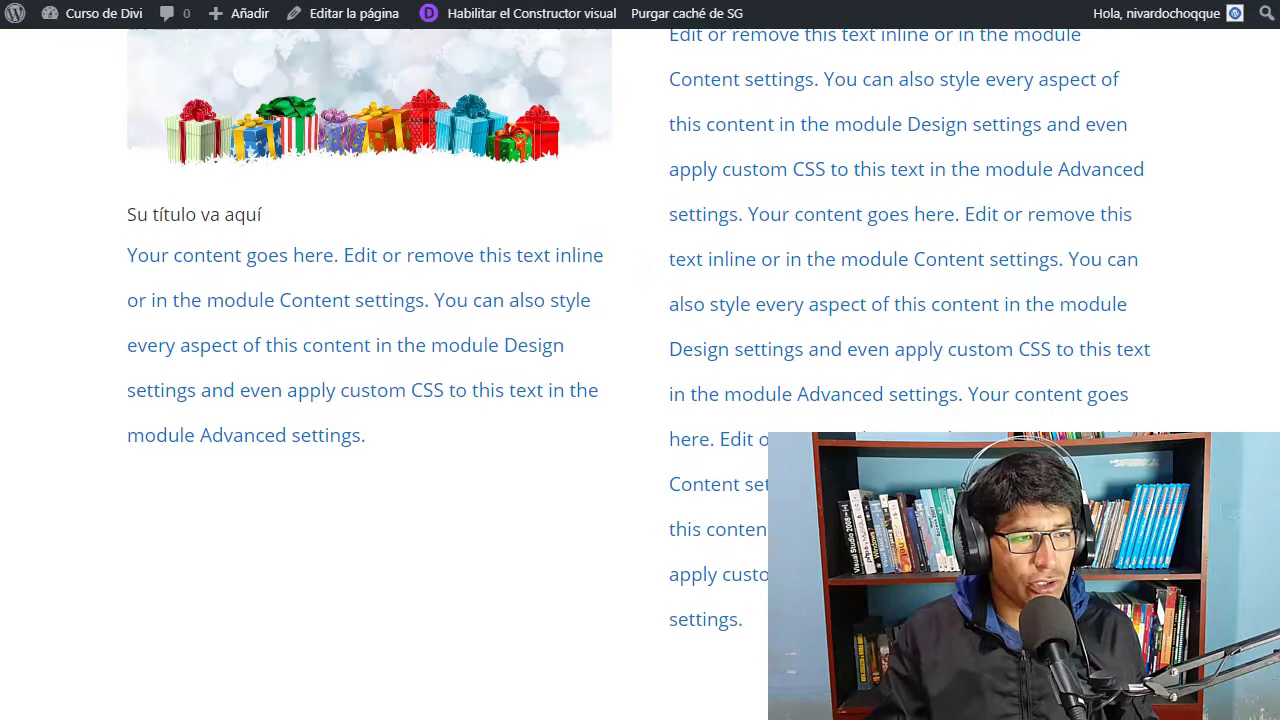 Curso de Divi 0 Añadir Editar la página Habilitar el Constructor visual Purgar caché de SG Hola, nivardochoqque
Su título va aquí
Your content goes here. Edit or remove this text inline
or in the module Content settings. You can also style
every aspect of this content in the module Design
settings and even apply custom CSS to this text in the
module Advanced settings.
Edit or remove this text inline or in the module
Content settings. You can also style every aspect of
this content in the module Design settings and even
apply custom CSS to this text in the module Advanced
settings. Your content goes here. Edit or remove this
text inline or in the module Content settings. You can
also style every aspect of this content in the module
Design settings and even apply custom CSS to this text
in the module Advanced settings. Your content goes
here. Edit
Content
this
apply
settings.
Visual Studio 2008